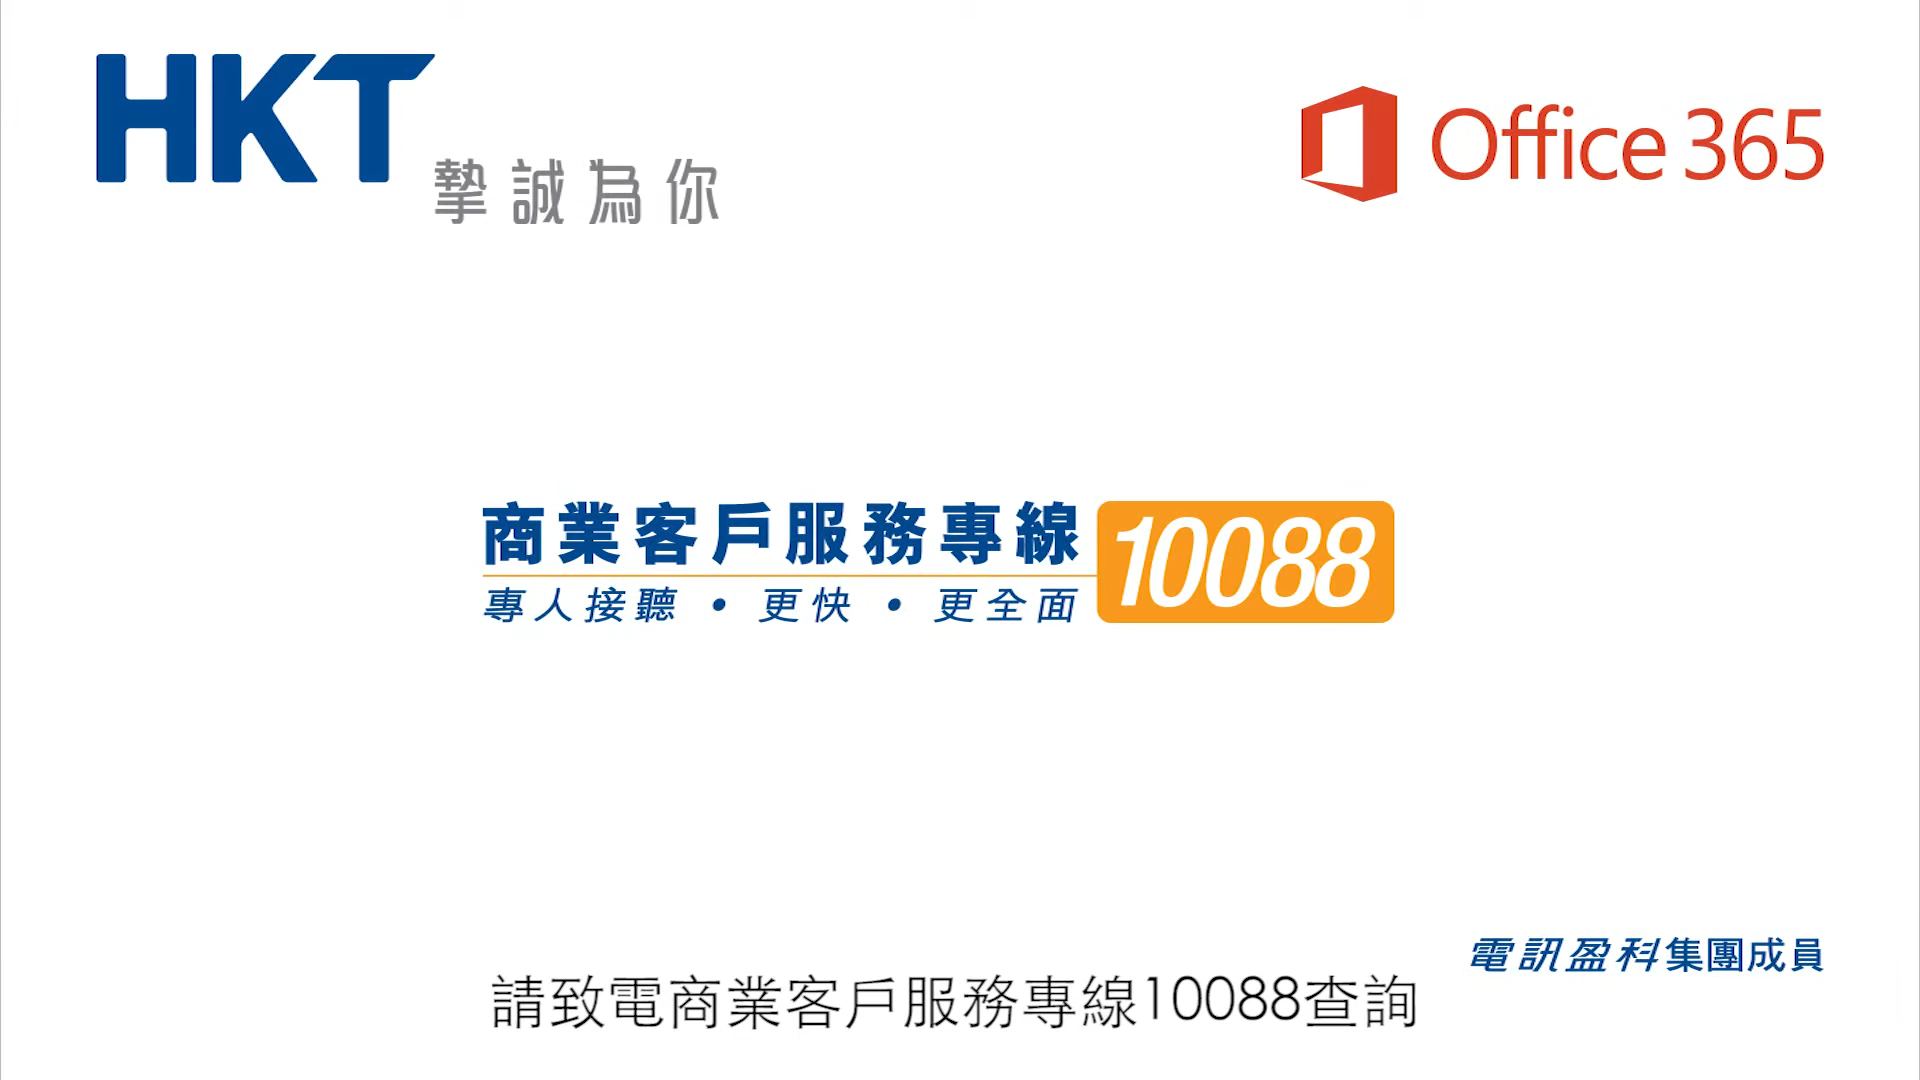 HKT
摯誠為你
Office 365
商業客戶服務專線 10088
專人接聽 • 更快 • 更全面
電訊盈科集團成員
請致電商業客戶服務專線10088查詢